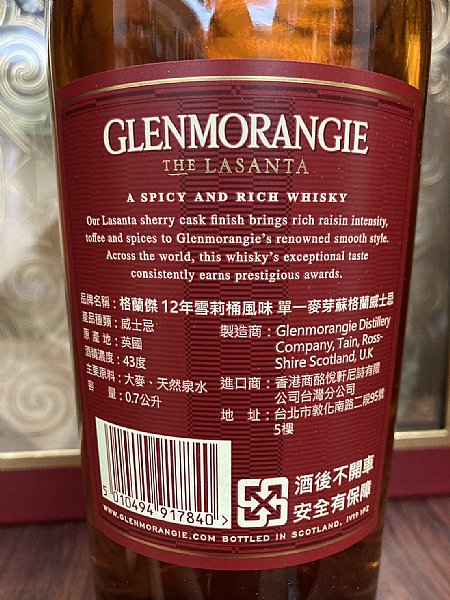 GLENMORANGIE
THE LASANTA
A SPICY AND RICH WHISKY
Our Lasanta sherry cask finish brings rich raisin intensity,
toffee and spices to Glenmorangie's renowned smooth style.
Across the world, this whisky's exceptional taste
consistently earns prestigious awards.
品牌名稱：格蘭傑 12年雪莉桶風味 單一麥芽蘇格蘭威士忌
產品種類：威士忌
原產地：英國
酒精濃度：43度
主要原料：大麥、天然泉水
容量：0.7公升
製造商：Glenmorangie Distillery
Company, Tain, Ross-
Shire Scotland, U.K
進口商：香港商酩悅軒尼詩有限
公司台灣分公司
地址：台北市敦化南路二段95號
5樓
5 010494 917840 >
酒後不開車
安全有保障
WWW.GLENMORANGIE.COM BOTTLED IN SCOTLAND.